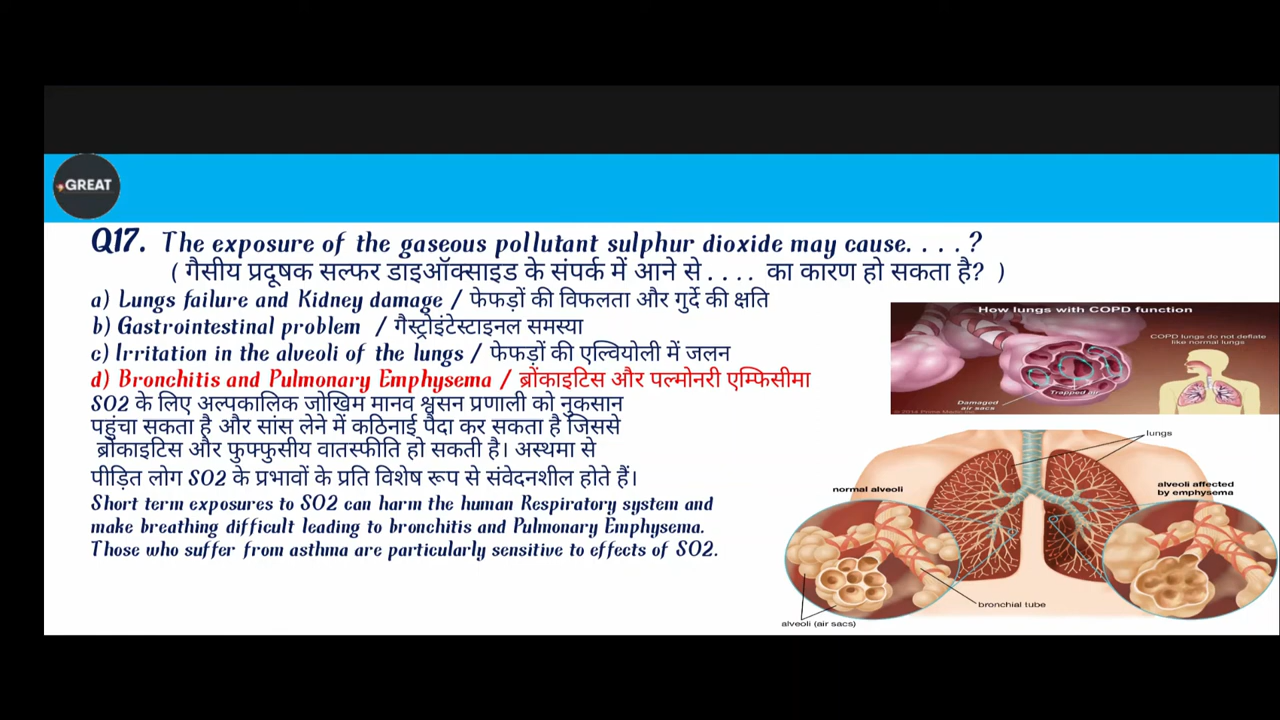 GREAT
Q17. The exposure of the gaseous pollutant sulphur dioxide may cause. . . . ?
( गैसीय प्रदूषक सल्फर डाइऑक्साइड के संपर्क में आने से . . . . का कारण हो सकता है? )
a) Lungs failure and Kidney damage / फेफड़ों की विफलता और गुर्दे की क्षति
b) Gastrointestinal problem / गैस्ट्रोइंटेस्टाइनल समस्या
c) Irritation in the alveoli of the lungs / फेफड़ों की एल्वियोली में जलन
d) Bronchitis and Pulmonary Emphysema / ब्रोंकाइटिस और पल्मोनरी एम्फिसीमा
SO2 के लिए अल्पकालिक जोखिम मानव श्वसन प्रणाली को नुकसान
पहुंचा सकता है और सांस लेने में कठिनाई पैदा कर सकता है जिससे
ब्रोंकाइटिस और फुफ्फुसीय वातस्फीति हो सकती है। अस्थमा से
पीड़ित लोग SO2 के प्रभावों के प्रति विशेष रूप से संवेदनशील होते हैं।
Short term exposures to SO2 can harm the human Respiratory system and
make breathing difficult leading to bronchitis and Pulmonary Emphysema.
Those who suffer from asthma are particularly sensitive to effects of SO2.
How lungs with COPD function
COPD lungs do not deflate
like normal lungs
Trapped air
Damaged
air sacs
lungs
normal alveoli
alveoli affected
by emphysema
bronchial tube
alveoli (air sacs)